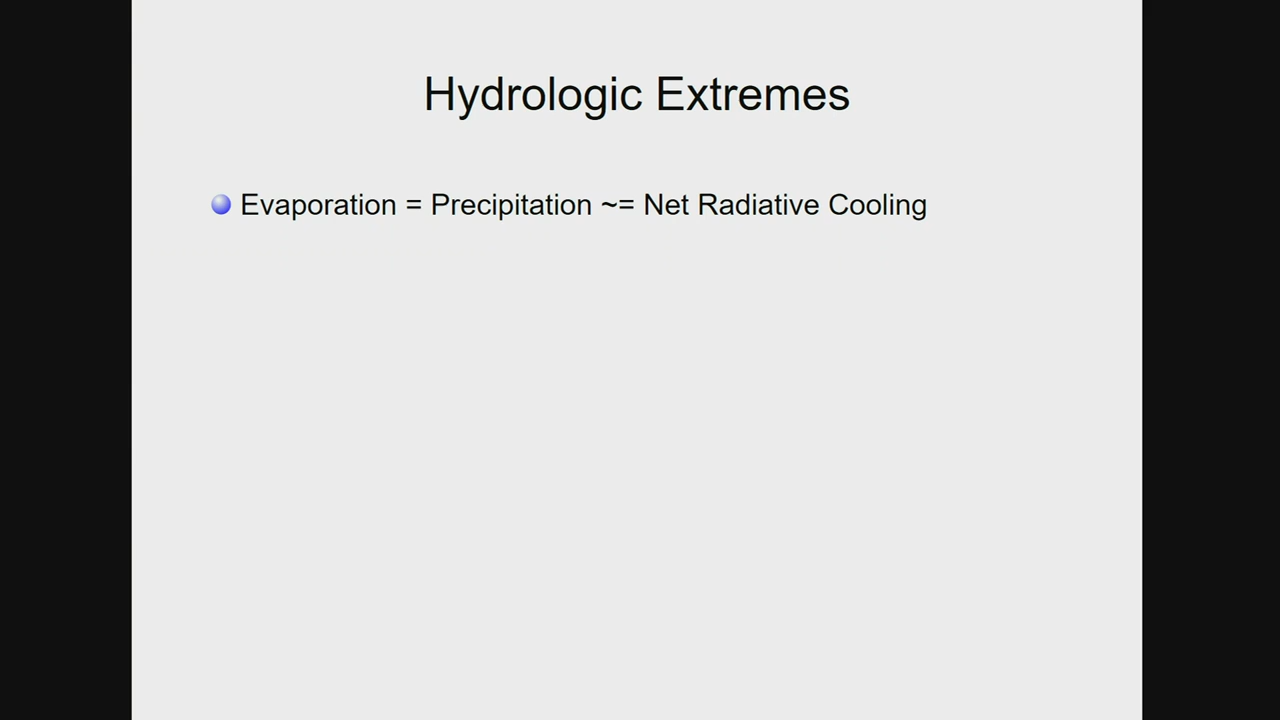 Hydrologic Extremes
Evaporation = Precipitation ~= Net Radiative Cooling